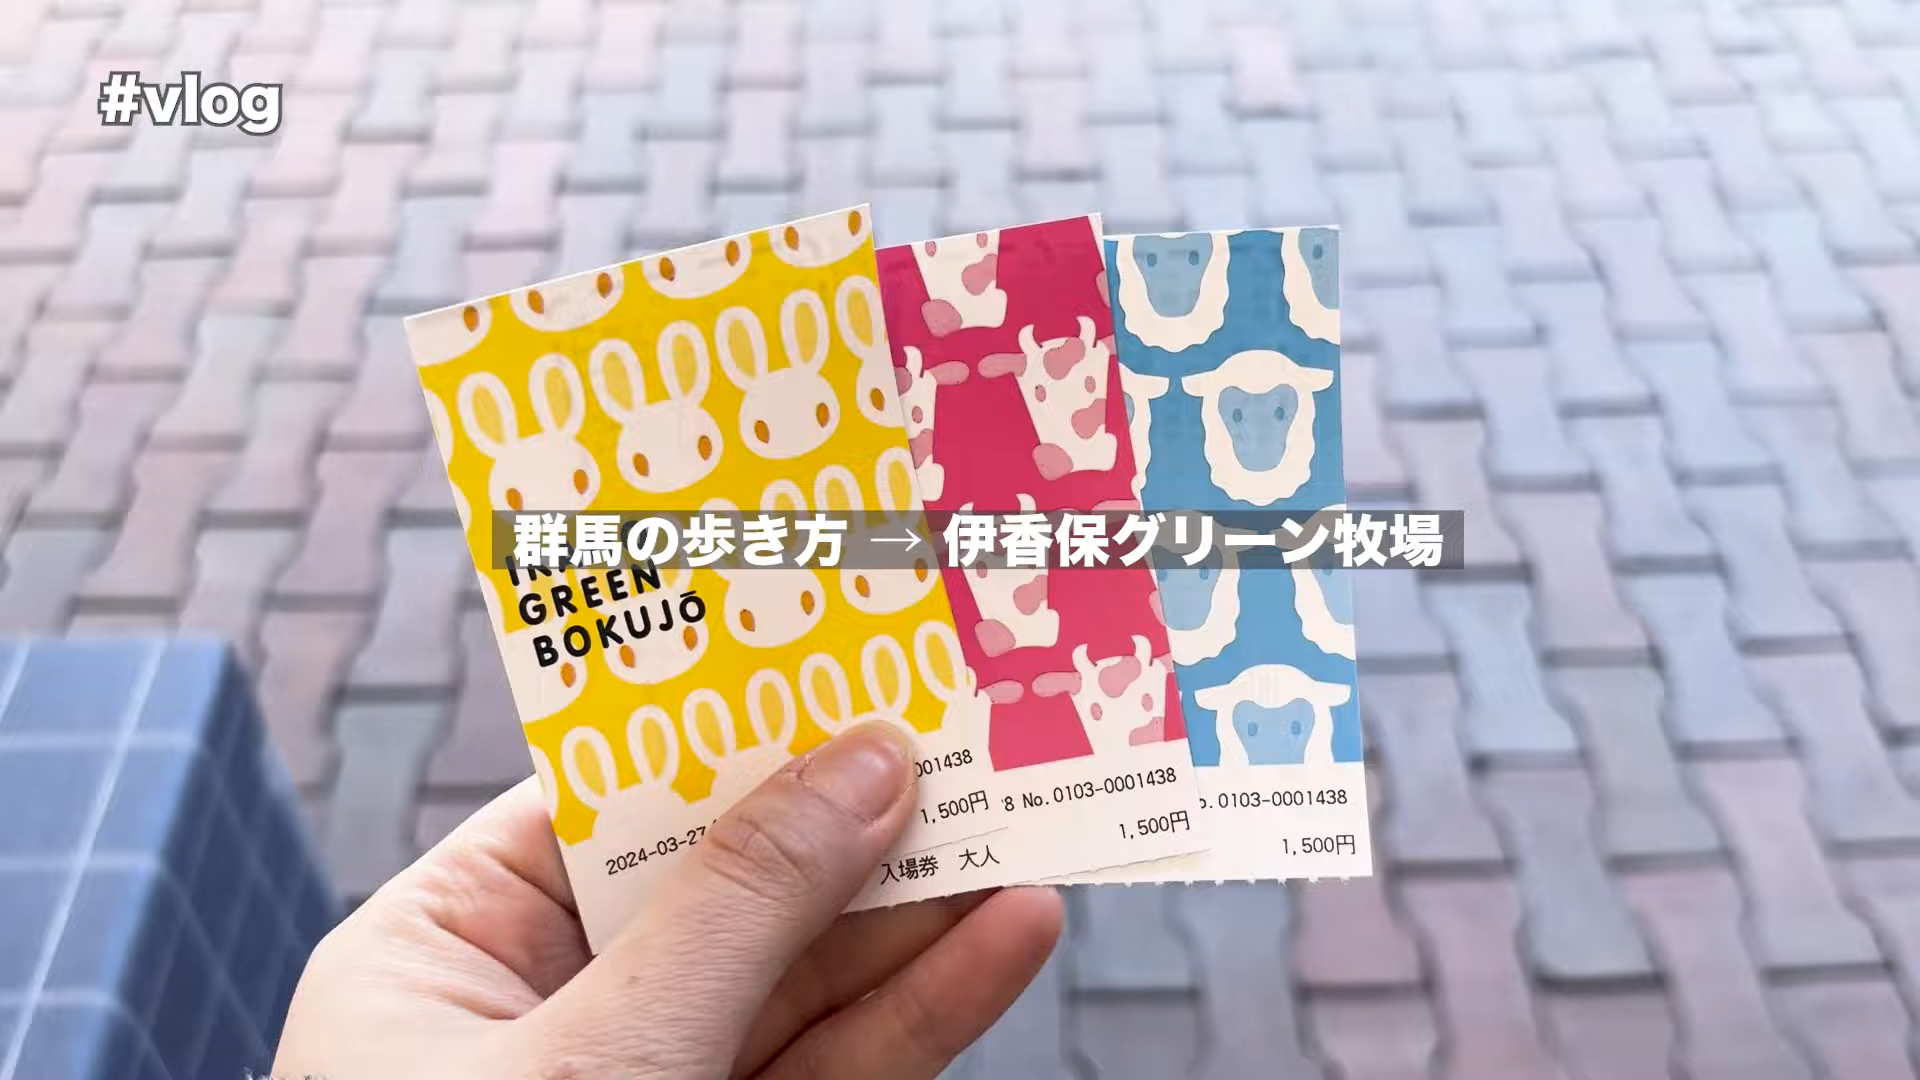 #vlog
群馬の歩き方 → 伊香保グリーン牧場
GREEN
BOKUJŌ
2024-03-27
001438
1,500円
入場券 大人
8 No.0103-0001438
1,500円
. 0103-0001438
1,500円